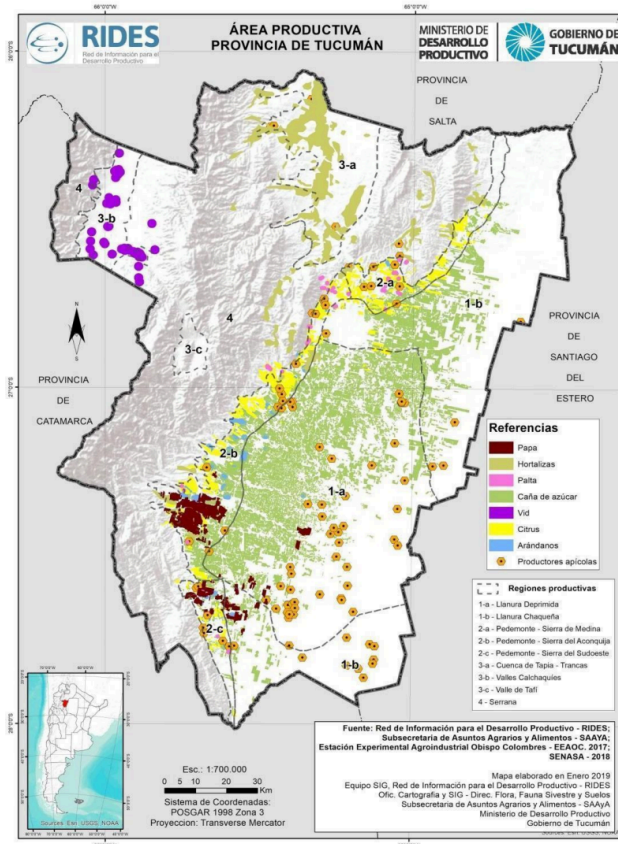 RIDES
Red de Información para el
Desarrollo Productivo
ÁREA PRODUCTIVA
PROVINCIA DE TUCUMÁN
MINISTERIO DE
DESARROLLO
PRODUCTIVO
GOBIERNO DE
TUCUMÁN
66°0'0"W
65°0'0"W
26°0'0"S
27°0'0"S
28°0'0"S
PROVINCIA
DE
SALTA
3-a
4
3-b
2-a
1-b
4
3-c
N
S
PROVINCIA
DE
CATAMARCA
PROVINCIA
DE
SANTIAGO
DEL
ESTERO
2-b
1-a
2-c
1-b
Referencias
Papa
Hortalizas
Palta
Caña de azúcar
Vid
Citrus
Arándanos
Productores apícolas
Regiones productivas
1-a - Llanura Deprimida
1-b - Llanura Chaqueña
2-a - Pedemonte - Sierra de Medina
2-b - Pedemonte - Sierra del Aconquija
2-c - Pedemonte - Sierra del Sudoeste
3-a - Cuenca de Tapia - Trancas
3-b - Valles Calchaquíes
3-c - Valle de Tafí
4 - Serrana
Esc.: 1:700.000
0 5 10 20 30
Km
Sistema de Coordenadas:
POSGAR 1998 Zona 3
Proyeccion: Transverse Mercator
Fuente: Red de Información para el Desarrollo Productivo - RIDES;
Subsecretaria de Asuntos Agrarios y Alimentos - SAAYA;
Estación Experimental Agroindustrial Obispo Colombres - EEAOC. 2017;
SENASA - 2018
Mapa elaborado en Enero 2019
Equipo SIG, Red de Información para el Desarrollo Productivo - RIDES
Ofic. Cartografia y SIG - Direc. Flora, Fauna Sivestre y Suelos
Subsecretaria de Asuntos Agrarios y Alimentos - SAAyA
Ministerio de Desarrollo Productivo
Gobierno de Tucumán
Sources: Esri, USGS, NOAA
Sources: Esri, USGS, NOAA